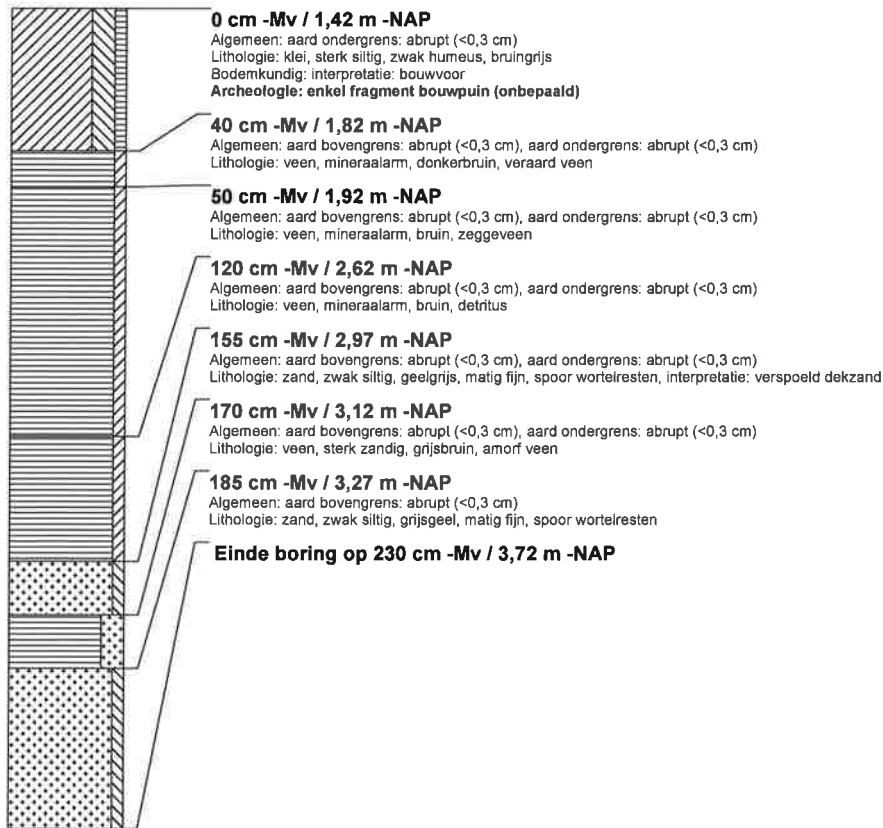 0 cm -Mv / 1,42 m -NAP
Algemeen: aard ondergrens: abrupt (<0,3 cm)
Lithologie: klei, sterk siltig, zwak humeus, bruingrijs
Bodemkundig: interpretatie: bouwvoor
Archeologie: enkel fragment bouwpuin (onbepaald)
40 cm -Mv / 1,82 m -NAP
Algemeen: aard bovengrens: abrupt (<0,3 cm), aard ondergrens: abrupt (<0,3 cm)
Lithologie: veen, mineraalarm, donkerbruin, veraard veen
50 cm -Mv / 1,92 m -NAP
Algemeen: aard bovengrens: abrupt (<0,3 cm), aard ondergrens: abrupt (<0,3 cm)
Lithologie: veen, mineraalarm, bruin, zeggeveen
120 cm -Mv / 2,62 m -NAP
Algemeen: aard bovengrens: abrupt (<0,3 cm), aard ondergrens: abrupt (<0,3 cm)
Lithologie: veen, mineraalarm, bruin, detritus
155 cm -Mv / 2,97 m -NAP
Algemeen: aard bovengrens: abrupt (<0,3 cm), aard ondergrens: abrupt (<0,3 cm)
Lithologie: zand, zwak siltig, geelgrijs, matig fijn, spoor wortelresten, interpretatie: verspoeld dekzand
170 cm -Mv / 3,12 m -NAP
Algemeen: aard bovengrens: abrupt (<0,3 cm), aard ondergrens: abrupt (<0,3 cm)
Lithologie: veen, sterk zandig, grijsbruin, amorf veen
185 cm -Mv / 3,27 m -NAP
Algemeen: aard bovengrens: abrupt (<0,3 cm)
Lithologie: zand, zwak siltig, grijsgeel, matig fijn, spoor wortelresten
Einde boring op 230 cm -Mv / 3,72 m -NAP